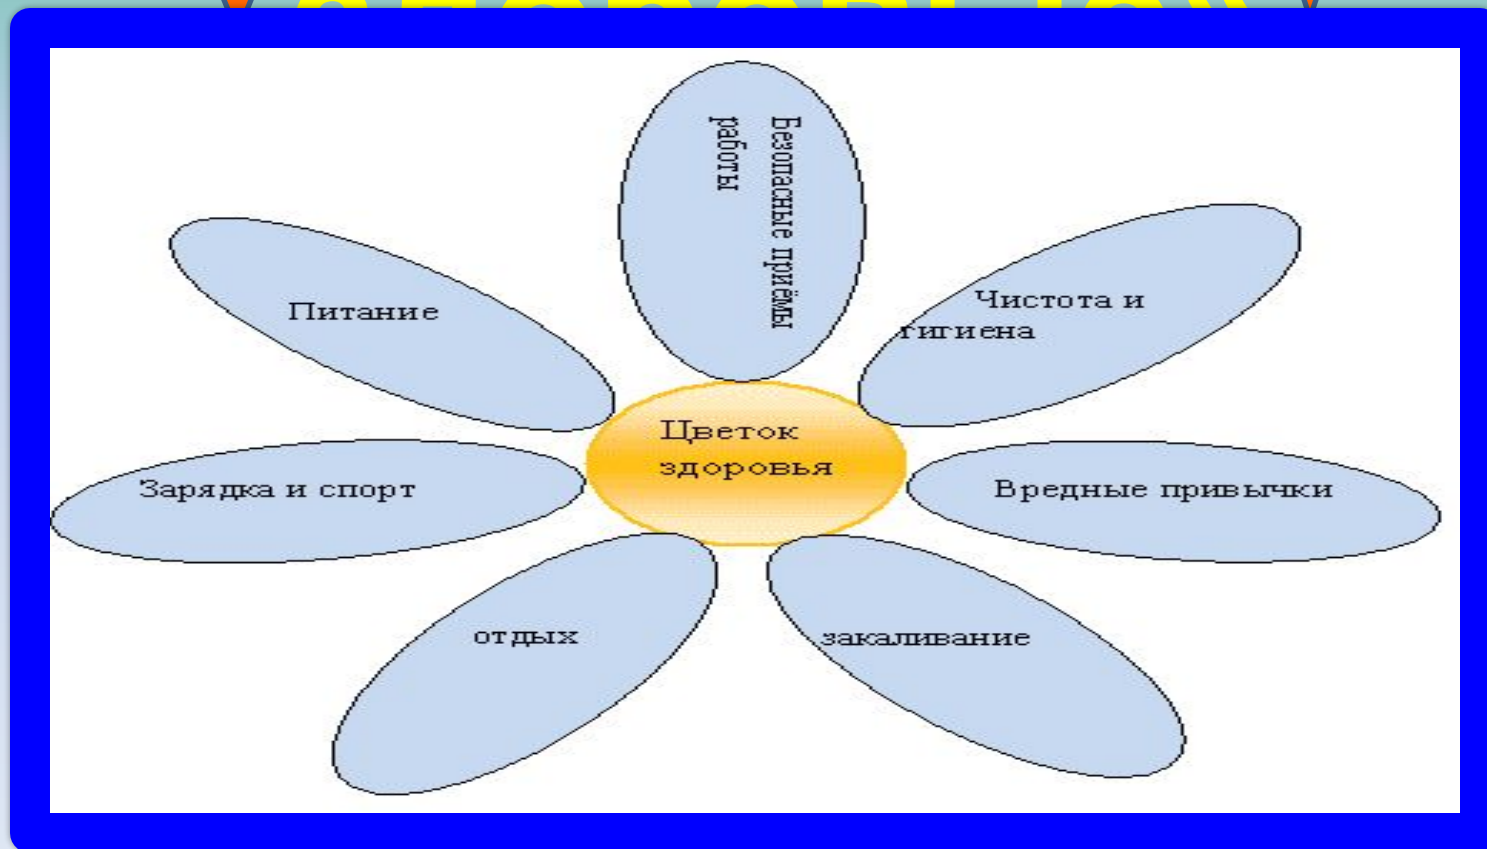 Безопасные приёмы
работы
Питание
Чистота и
гигиена
Цветок
здоровья
Зарядка и спорт
Вредные привычки
отдых
закаливание